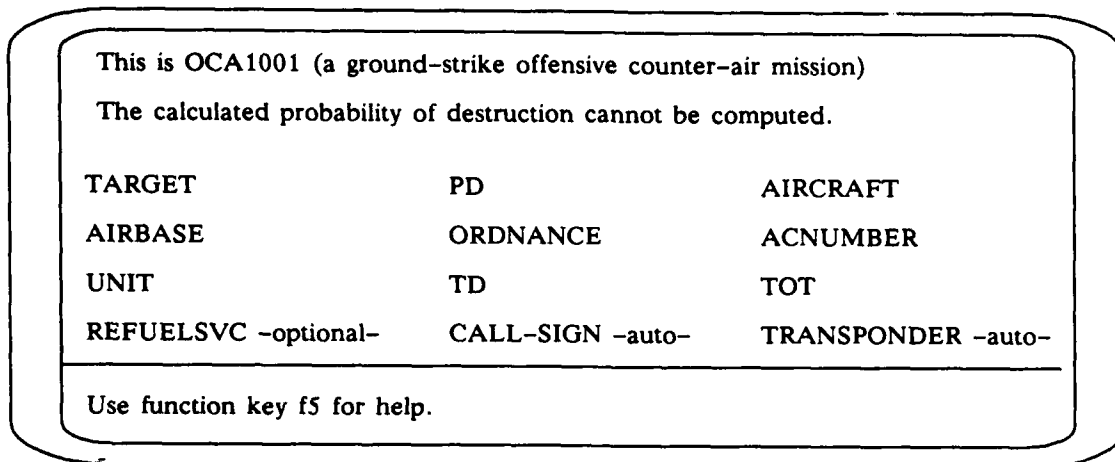 This is OCA1001 (a ground-strike offensive counter-air mission)
The calculated probability of destruction cannot be computed.
TARGET PD AIRCRAFT
AIRBASE ORDNANCE ACNUMBER
UNIT TD TOT
REFUELSVC -optional- CALL-SIGN -auto- TRANSPONDER -auto-
Use function key f5 for help.